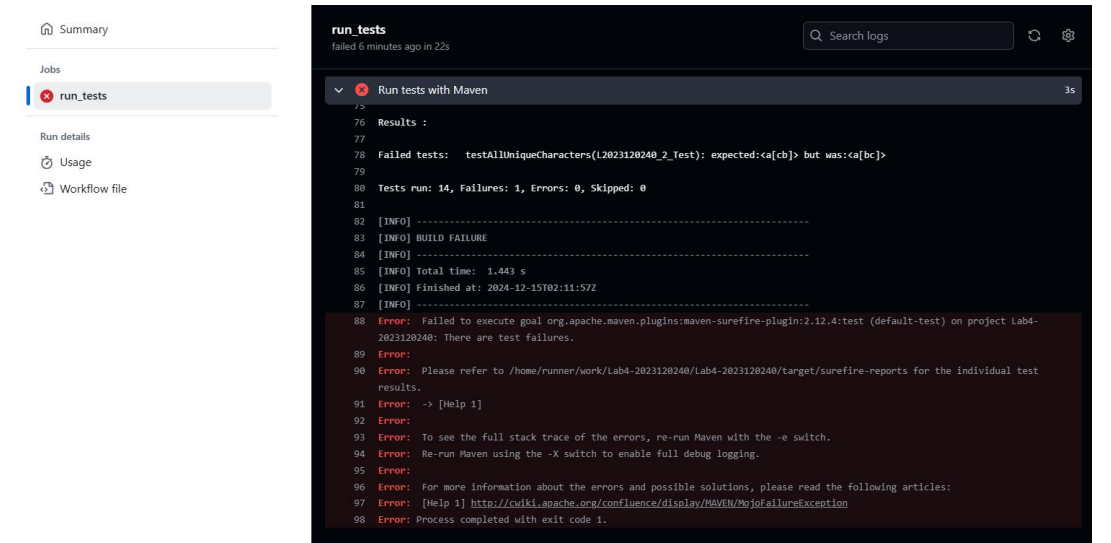 Summary
Jobs
run_tests
Run details
Usage
Workflow file
run_tests
failed 6 minutes ago in 22s
Search logs
Run tests with Maven
3s
75
76 Results :
77
78 Failed tests:   testAllUniqueCharacters(L2023120240_2_Test): expected:<a[cb]> but was:<a[bc]>
79
80 Tests run: 14, Failures: 1, Errors: 0, Skipped: 0
81
82 [INFO] ------------------------------------------------------------------------
83 [INFO] BUILD FAILURE
84 [INFO] ------------------------------------------------------------------------
85 [INFO] Total time:  1.443 s
86 [INFO] Finished at: 2024-12-15T02:11:57Z
87 [INFO] ------------------------------------------------------------------------
88 Error:  Failed to execute goal org.apache.maven.plugins:maven-surefire-plugin:2.12.4:test (default-test) on project Lab4-
2023120240: There are test failures.
89 Error:
90 Error:  Please refer to /home/runner/work/Lab4-2023120240/Lab4-2023120240/target/surefire-reports for the individual test
results.
91 Error:  -> [Help 1]
92 Error:
93 Error:  To see the full stack trace of the errors, re-run Maven with the -e switch.
94 Error:  Re-run Maven using the -X switch to enable full debug logging.
95 Error:
96 Error:  For more information about the errors and possible solutions, please read the following articles:
97 Error:  [Help 1] http://cwiki.apache.org/confluence/display/MAVEN/MojoFailureException
98 Error: Process completed with exit code 1.